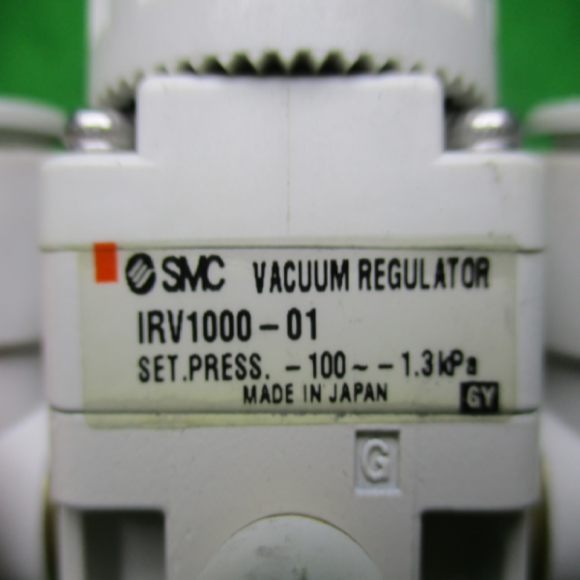 SMC VACUUM REGULATOR
IRV1000-01
SET.PRESS. -100~-1.3kPa
MADE IN JAPAN
GY
G